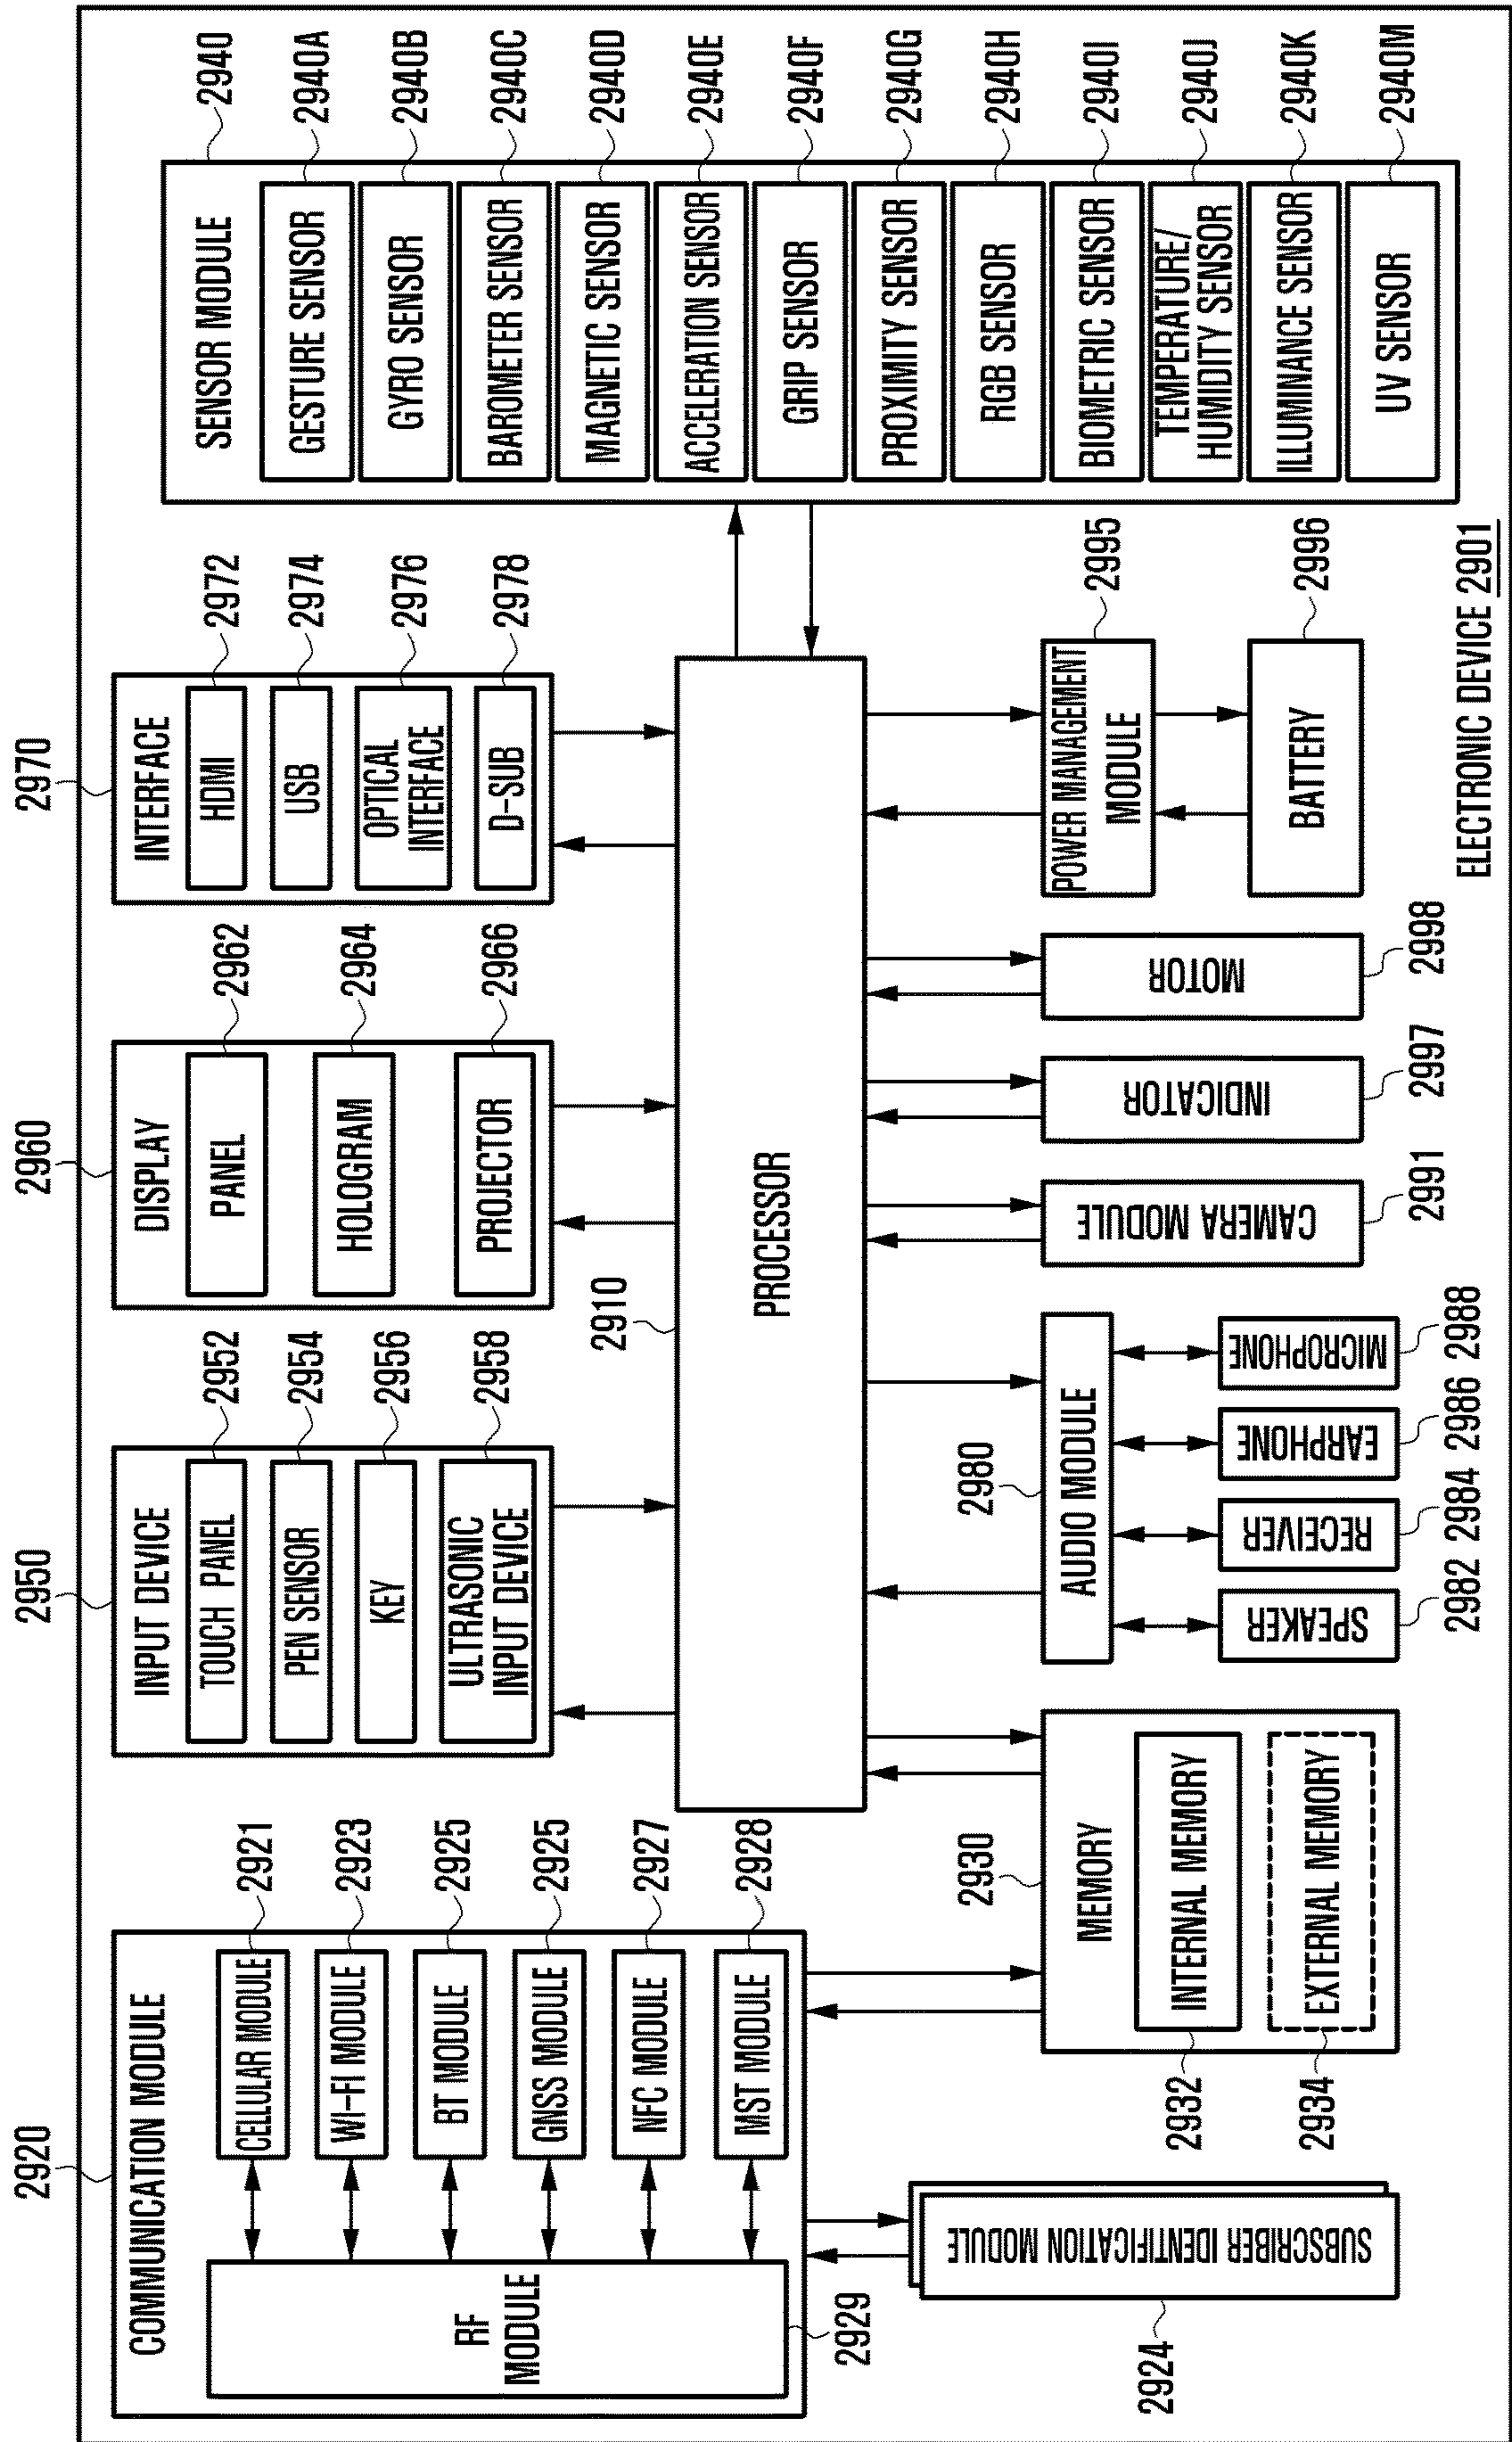 2920
COMMUNICATION MODULE
RF
MODULE
2929
CELLULAR MODULE
2921
WI-FI MODULE
2923
BT MODULE
2925
GNSS MODULE
2925
NFC MODULE
2927
MST MODULE
2928
SUBSCRIBER IDENTIFICATION MODULE
2924
2950
INPUT DEVICE
TOUCH PANEL
2952
PEN SENSOR
2954
KEY
2956
ULTRASONIC
INPUT DEVICE
2958
2960
DISPLAY
PANEL
2962
HOLOGRAM
2964
PROJECTOR
2966
2970
INTERFACE
HDMI
2972
USB
2974
OPTICAL
INTERFACE
2976
D-SUB
2978
2940
SENSOR MODULE
GESTURE SENSOR
2940A
GYRO SENSOR
2940B
BAROMETER SENSOR
2940C
MAGNETIC SENSOR
2940D
ACCELERATION SENSOR
2940E
GRIP SENSOR
2940F
PROXIMITY SENSOR
2940G
RGB SENSOR
2940H
BIOMETRIC SENSOR
2940I
TEMPERATURE/
HUMIDITY SENSOR
2940J
ILLUMINANCE SENSOR
2940K
UV SENSOR
2940M
2910
PROCESSOR
2930
MEMORY
INTERNAL MEMORY
2932
EXTERNAL MEMORY
2934
2980
AUDIO MODULE
SPEAKER
2982
RECEIVER
2984
EARPHONE
2986
MICROPHONE
2988
CAMERA MODULE
2991
INDICATOR
2997
MOTOR
2998
POWER MANAGEMENT
MODULE
2995
BATTERY
2996
ELECTRONIC DEVICE 2901